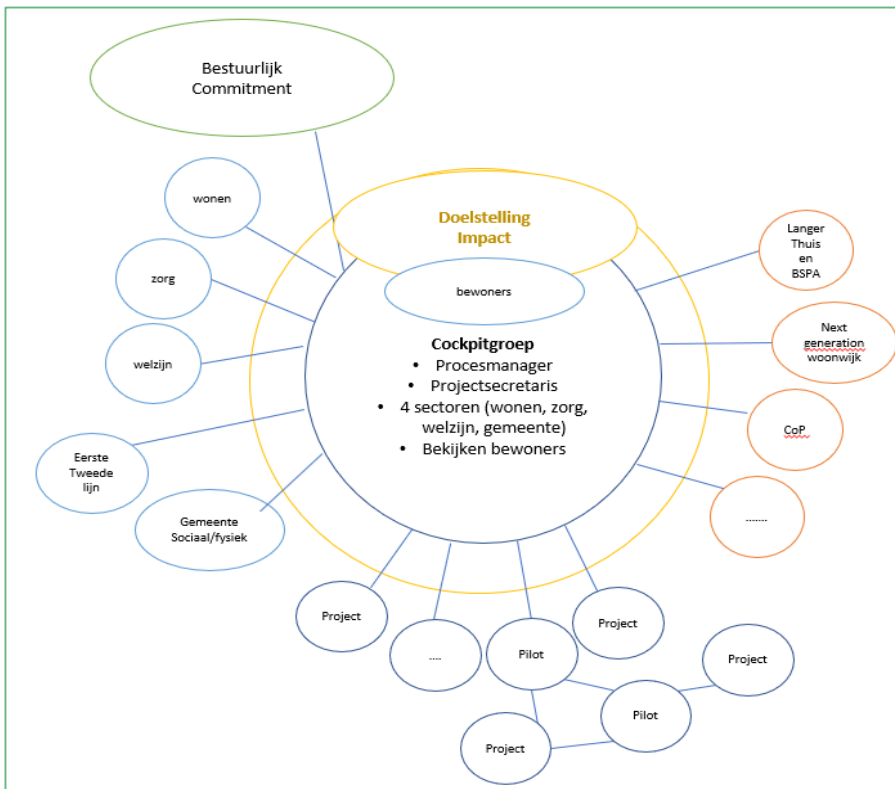 Bestuurlijk
Commitment
wonen
zorg
welzijn
Eerste
Tweede
lijn
Gemeente
Sociaal/fysiek
Doelstelling
Impact
bewoners
Cockpitgroep
• Procesmanager
• Projectsecretaris
• 4 sectoren (wonen, zorg,
welzijn, gemeente)
• Bekijken bewoners
Langer
Thuis
en
BSPA
Next
generation
woonwijk
CoP
.......
Project
....
Pilot
Project
Project
Pilot
Project